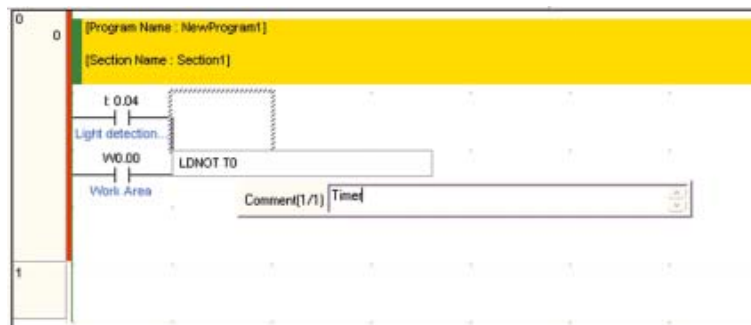 0
0
[Program Name : NewProgram1]
[Section Name : Section1]
I: 0.04
Light detection...
W0.00
LDNOT T0
Work Area
Comment(1/1) Timer
1